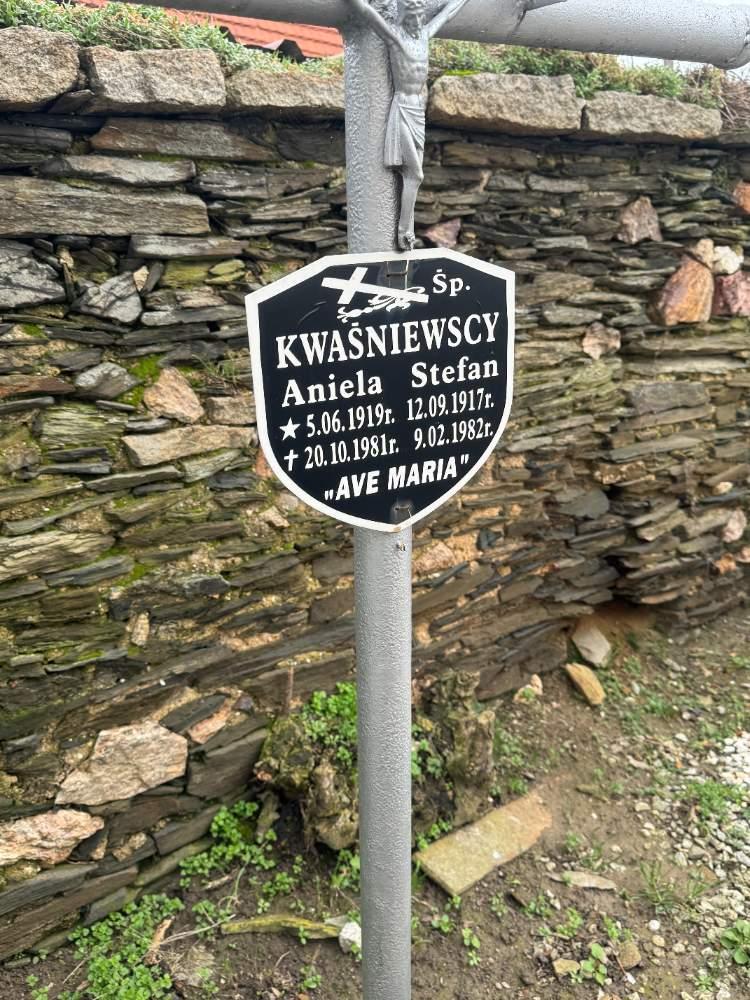 Śp.
KWAŚNIEWSCY
Aniela Stefan
★ 5.06.1919r. 12.09.1917r.
✝ 20.10.1981r. 9.02.1982r.
„AVE MARIA"